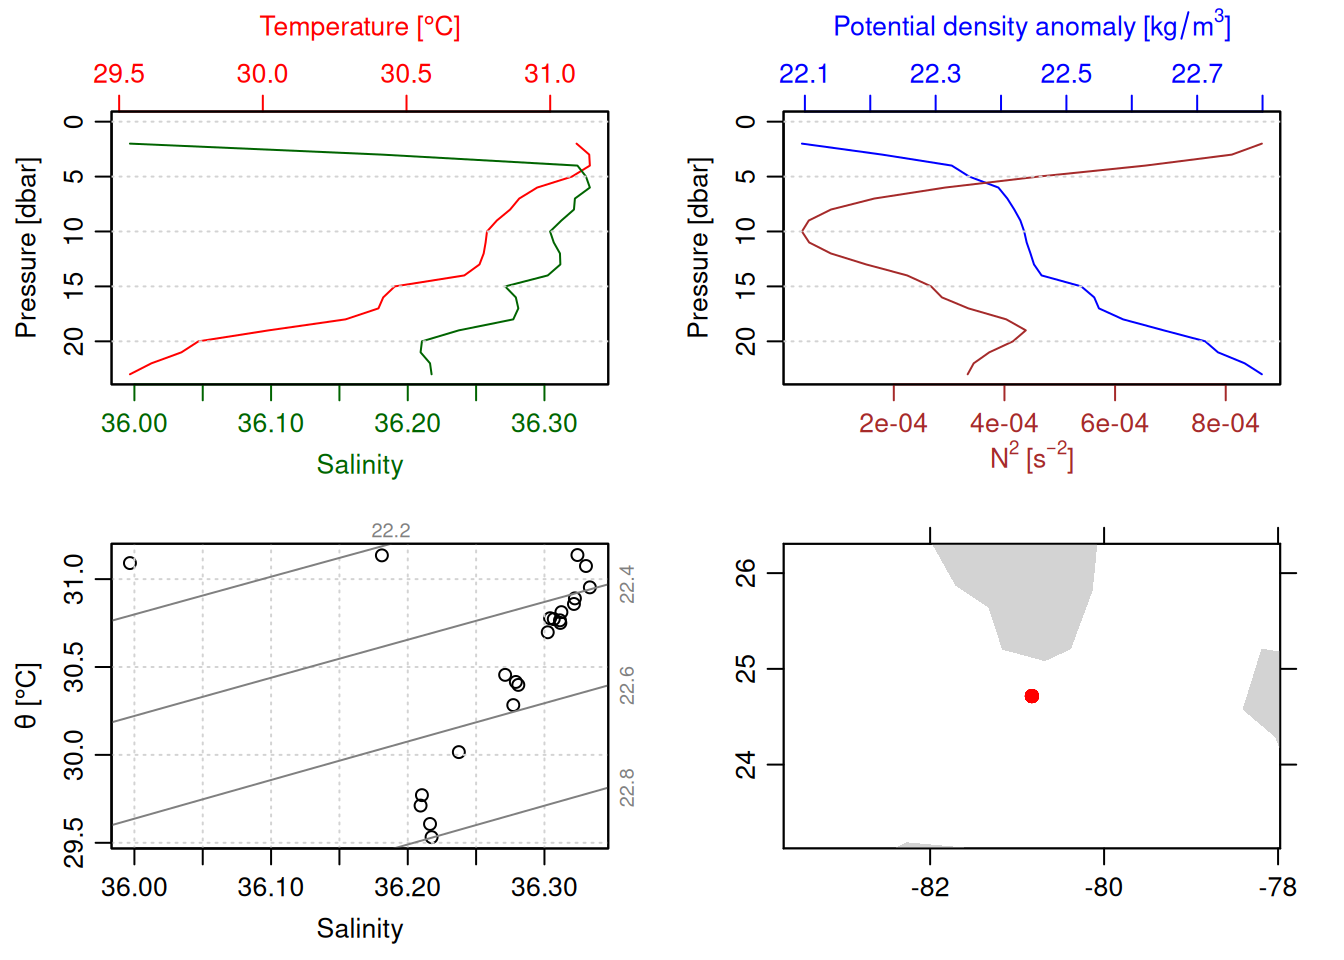 Temperature [°C]
29.5 30.0 30.5 31.0
Pressure [dbar]
0 5 10 15 20
36.00 36.10 36.20 36.30
Salinity
Potential density anomaly [kg/m³]
22.1 22.3 22.5 22.7
Pressure [dbar]
0 5 10 15 20
2e-04 4e-04 6e-04 8e-04
N² [s⁻²]
22.2
22.4
22.6
22.8
θ [°C]
31.0 30.5 30.0 29.5
36.00 36.10 36.20 36.30
Salinity
26 25 24
-82 -80 -78